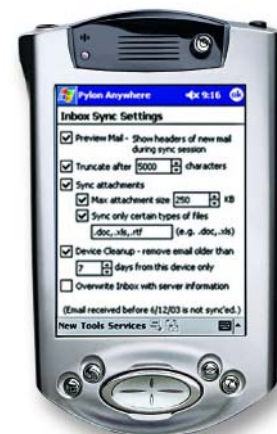 Pylon Anywhere 9:16 ok
Inbox Sync Settings
Preview Mail - Show headers of new mail
during sync session
Truncate after 5000 characters
Sync attachments
Max attachment size 250 KB
Sync only certain types of files
.doc,.xls,.rtf (e.g. .doc,.xls)
Device Cleanup - remove email older than
7 days from this device only
Overwrite Inbox with server information
(Email received before 6/12/03 is not sync'ed.)
New Tools Services